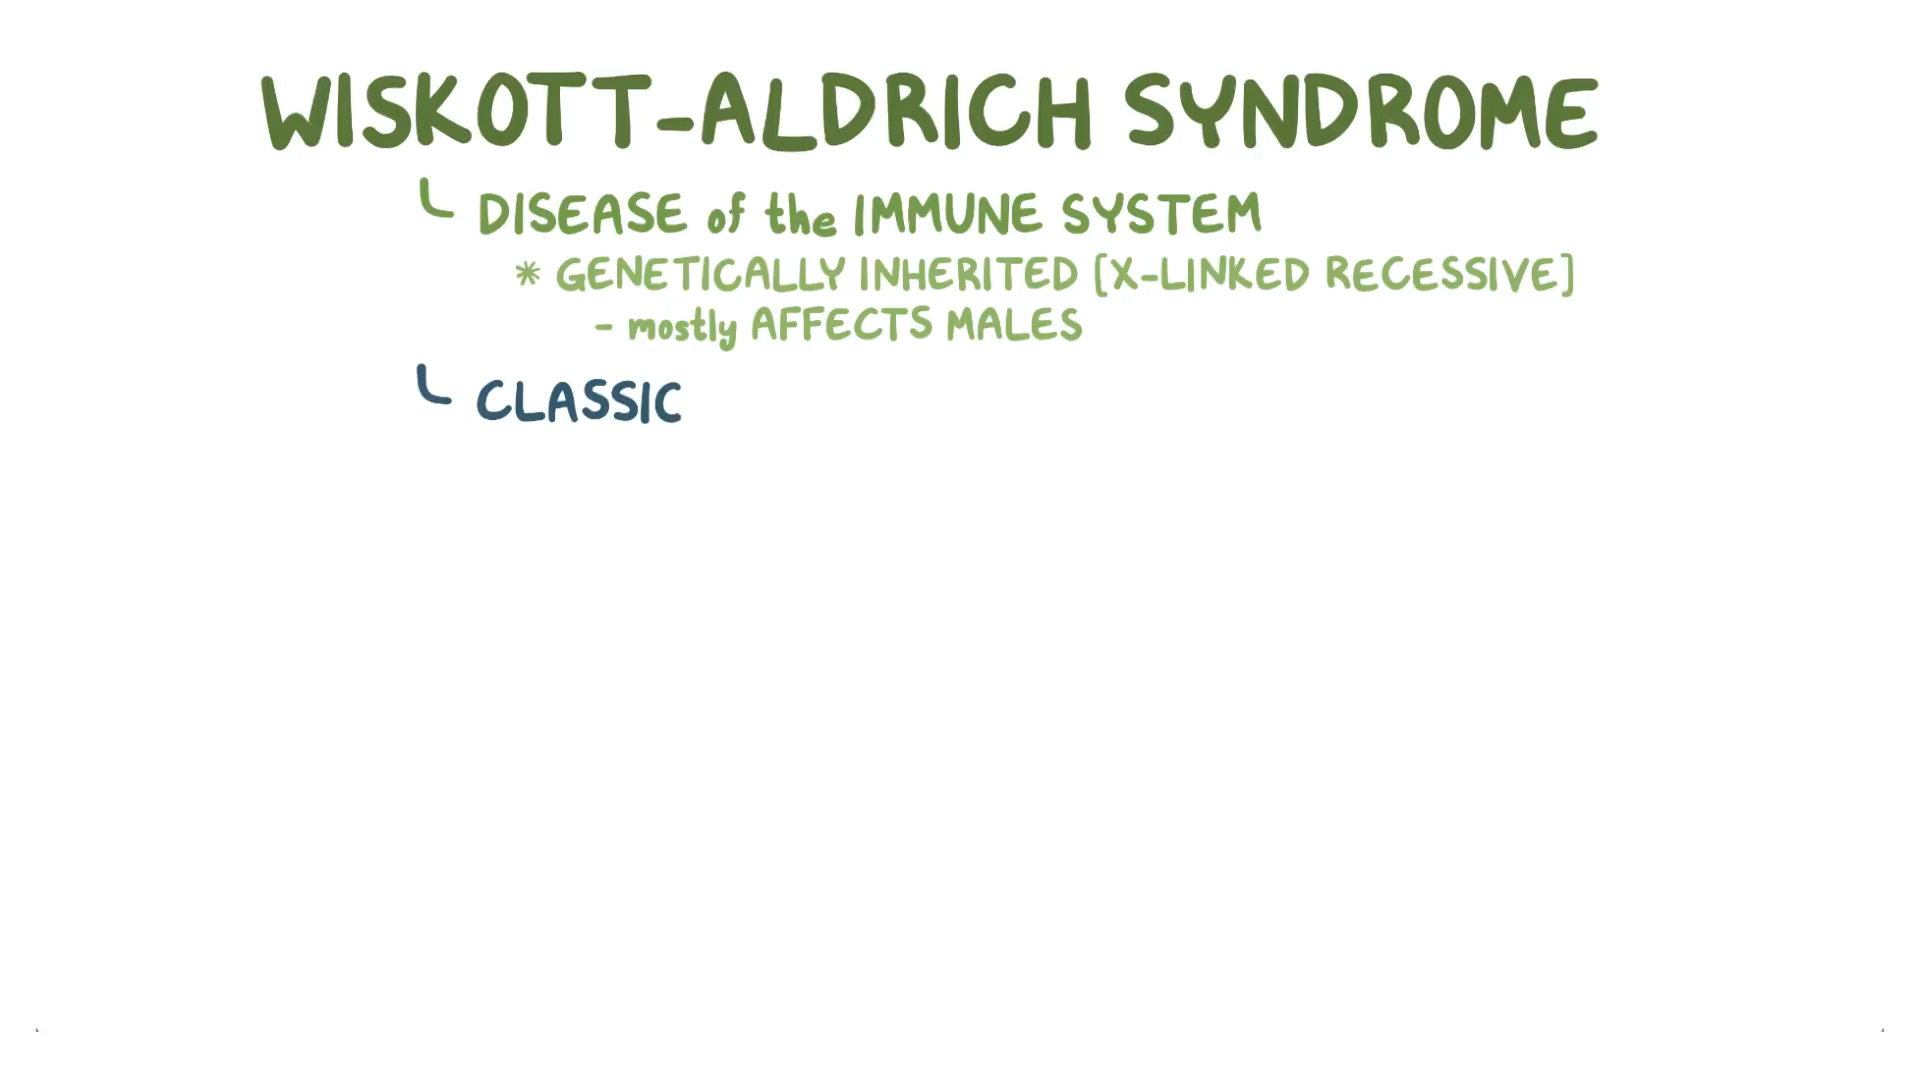 WISKOTT-ALDRICH SYNDROME
DISEASE of the IMMUNE SYSTEM
* GENETICALLY INHERITED [X-LINKED RECESSIVE]
- mostly AFFECTS MALES
CLASSIC